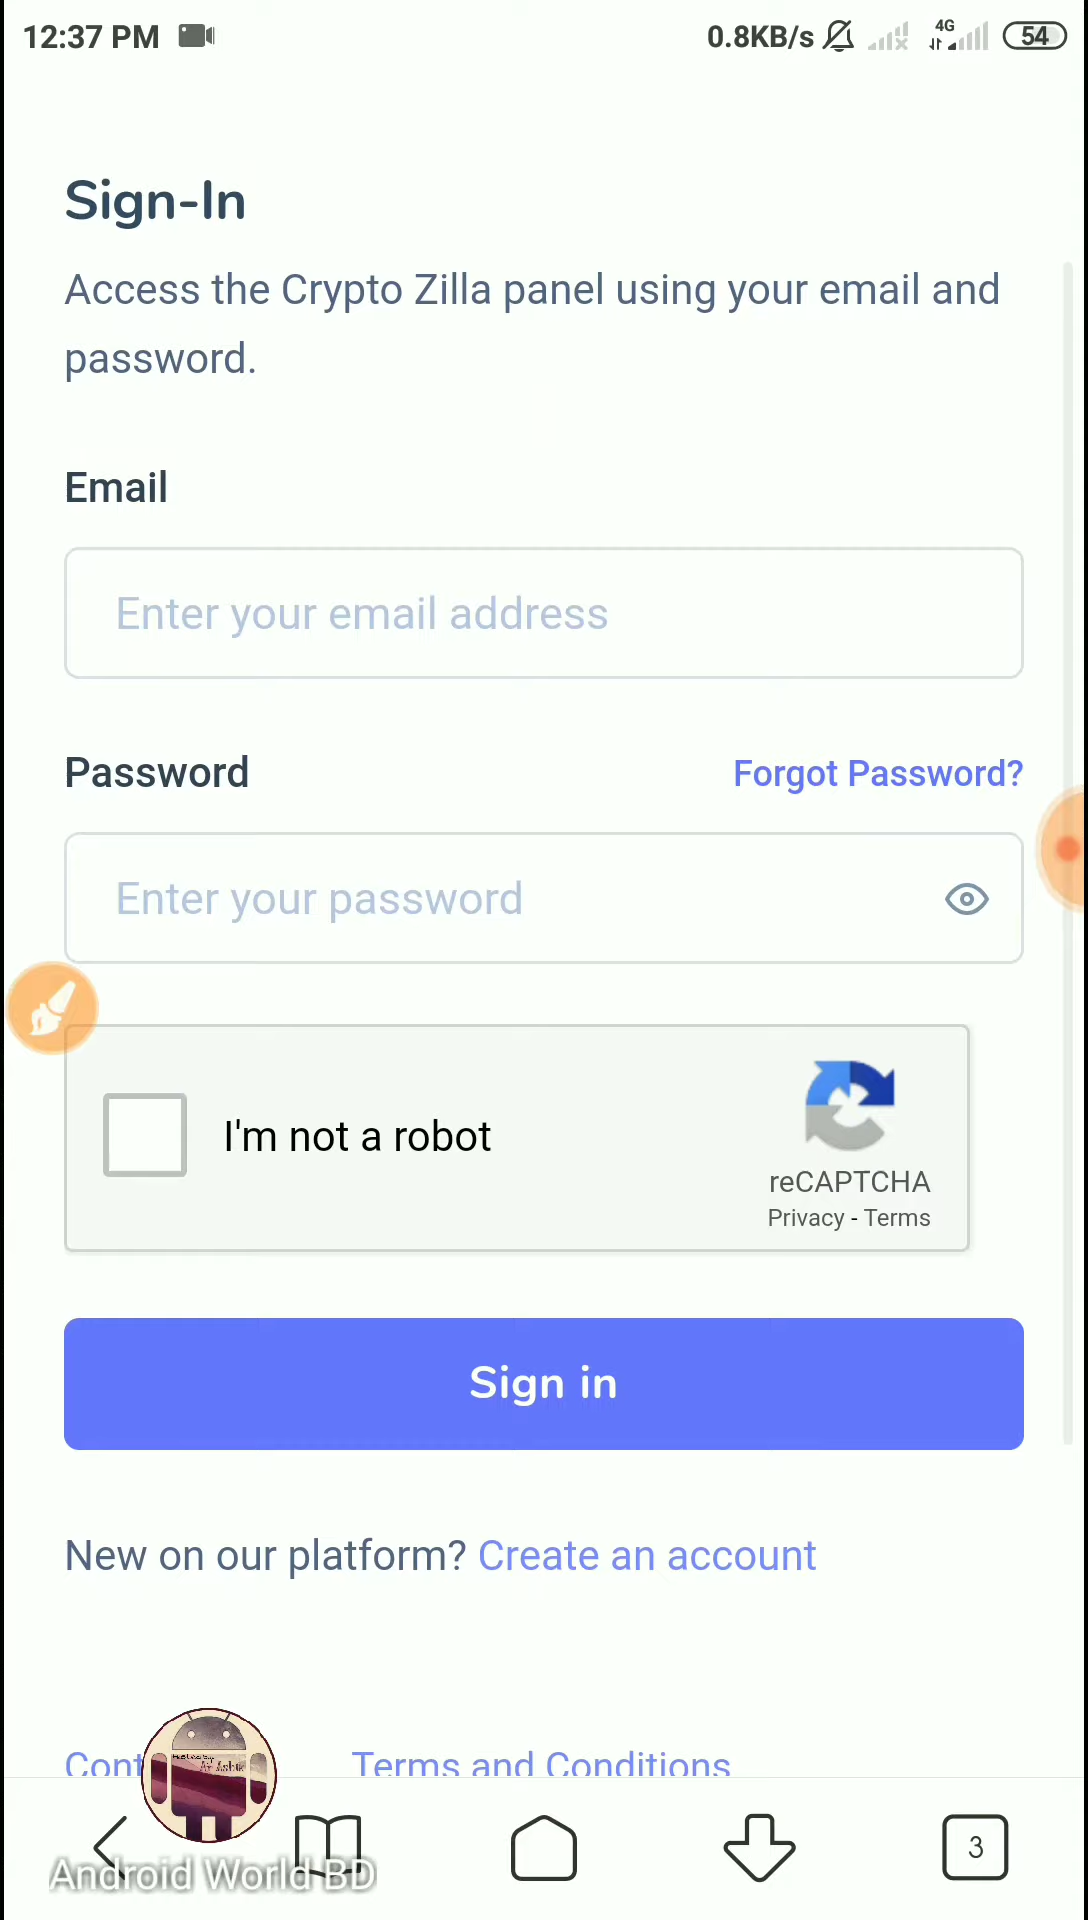 12:37 PM 0.8KB/s 4G 54
Sign-In
Access the Crypto Zilla panel using your email and
password.
Email
Enter your email address
Password Forgot Password?
Enter your password
I'm not a robot
reCAPTCHA
Privacy - Terms
Sign in
New on our platform? Create an account
Cont Terms and Conditions
3
Android World BD